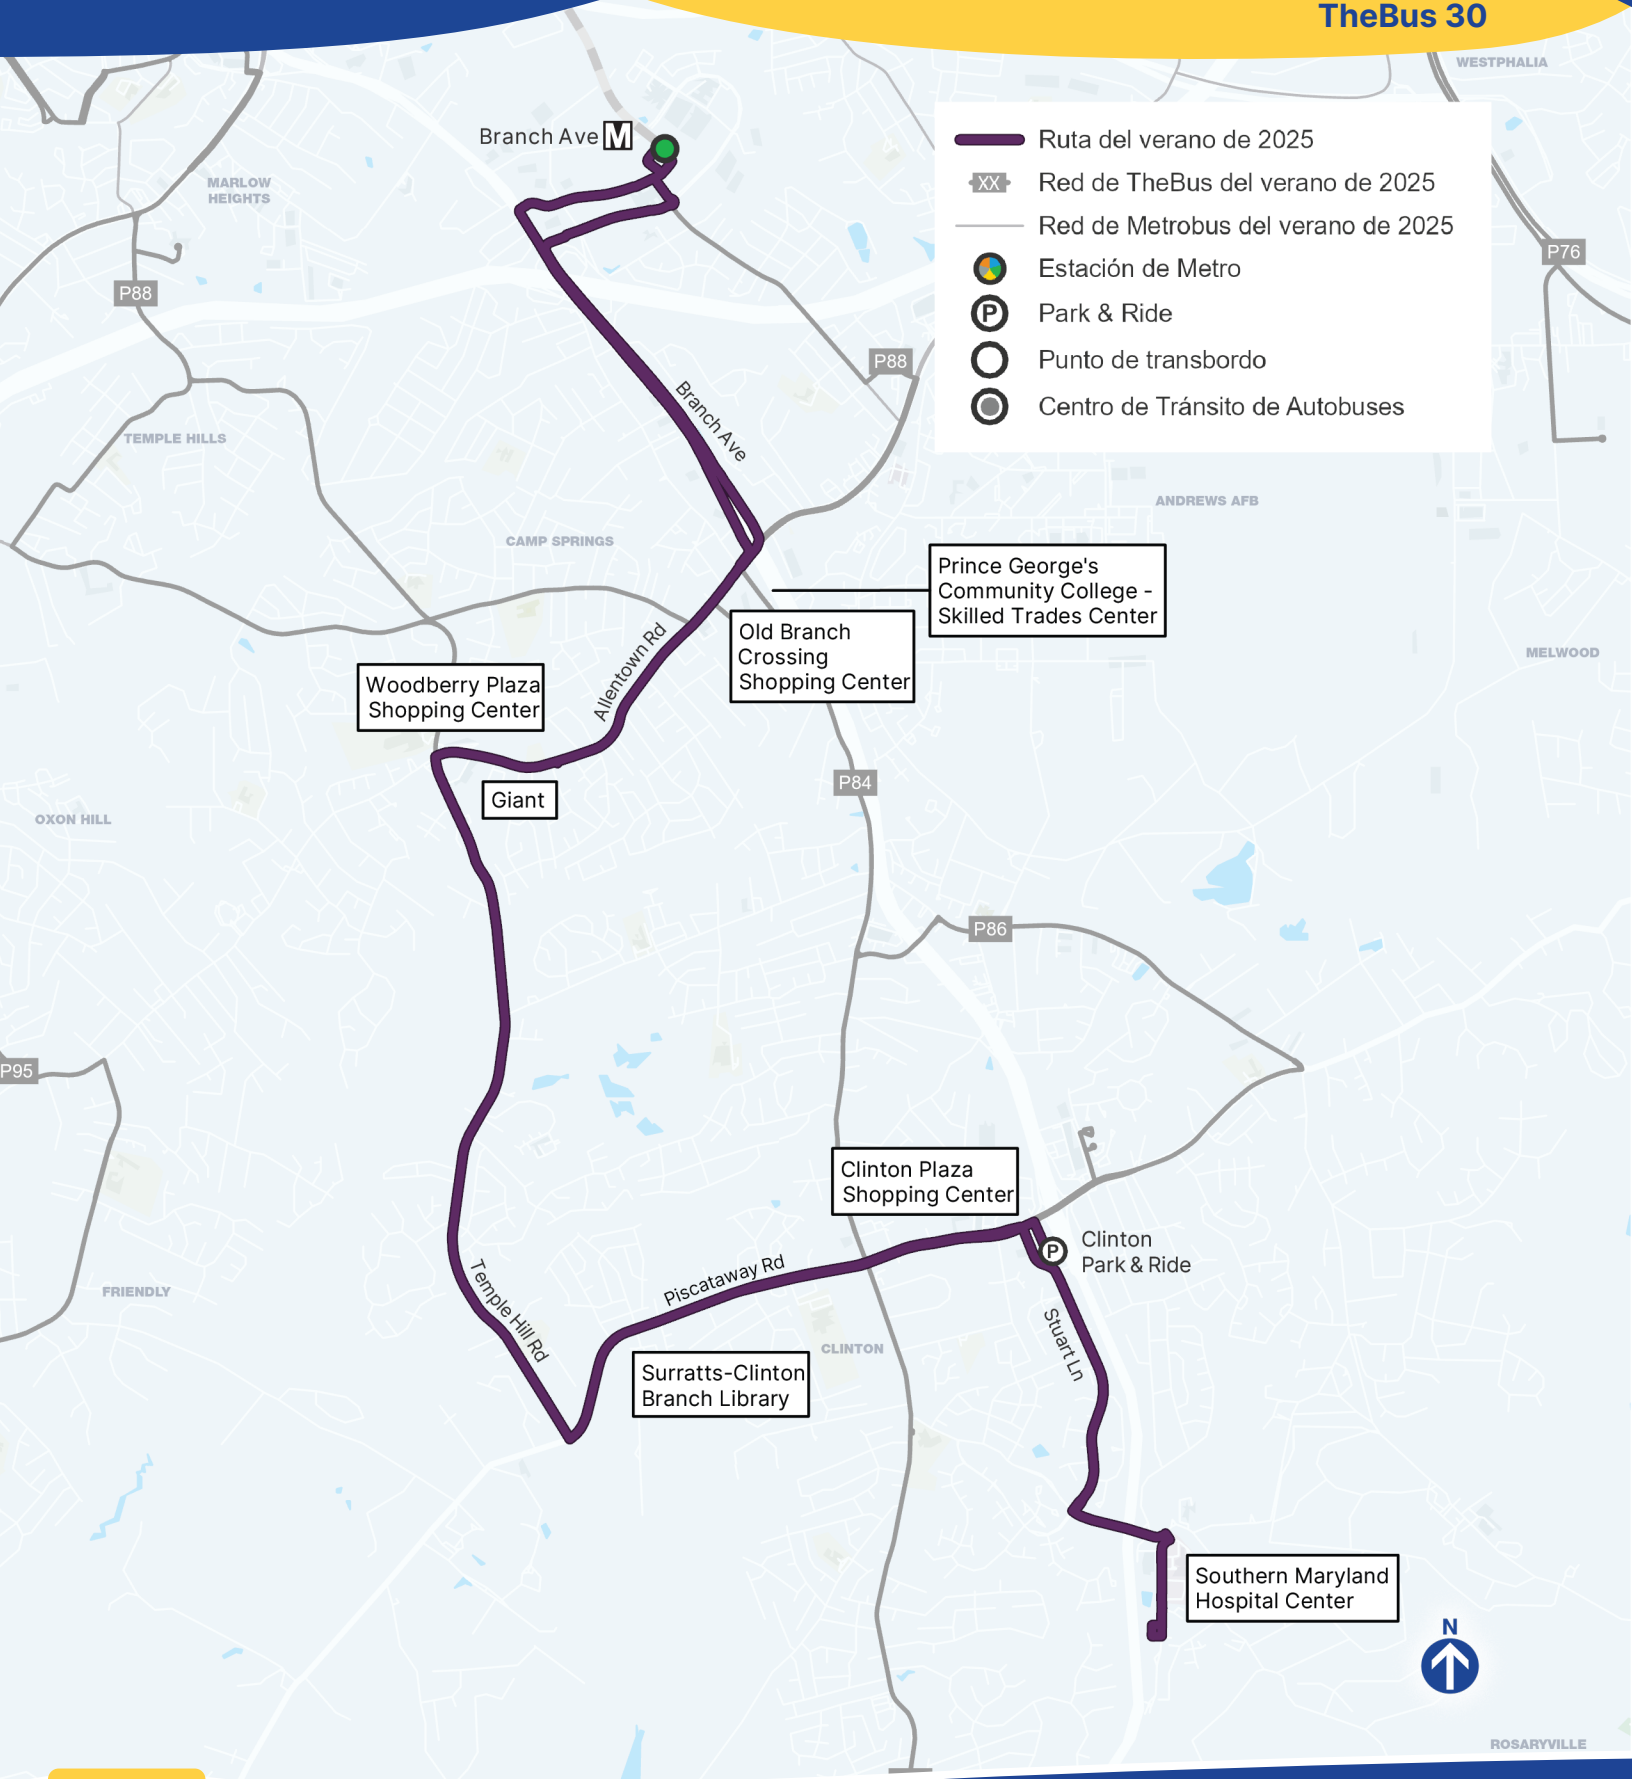 TheBus 30
WESTPHALIA
Branch Ave M
Ruta del verano de 2025
XX Red de TheBus del verano de 2025
Red de Metrobus del verano de 2025
Estación de Metro
P Park & Ride
Punto de transbordo
Centro de Tránsito de Autobuses
MARLOW
HEIGHTS
P76
P88
P88
Branch Ave
TEMPLE HILLS
ANDREWS AFB
CAMP SPRINGS
Prince George's
Community College -
Skilled Trades Center
Old Branch
Crossing
Shopping Center
Allentown Rd
MELWOOD
Woodberry Plaza
Shopping Center
P84
Giant
OXON HILL
P86
P95
Clinton Plaza
Shopping Center
P
Clinton
Park & Ride
Temple Hill Rd
Piscataway Rd
FRIENDLY
Stuart Ln
CLINTON
Surratts-Clinton
Branch Library
Southern Maryland
Hospital Center
N
ROSARYVILLE